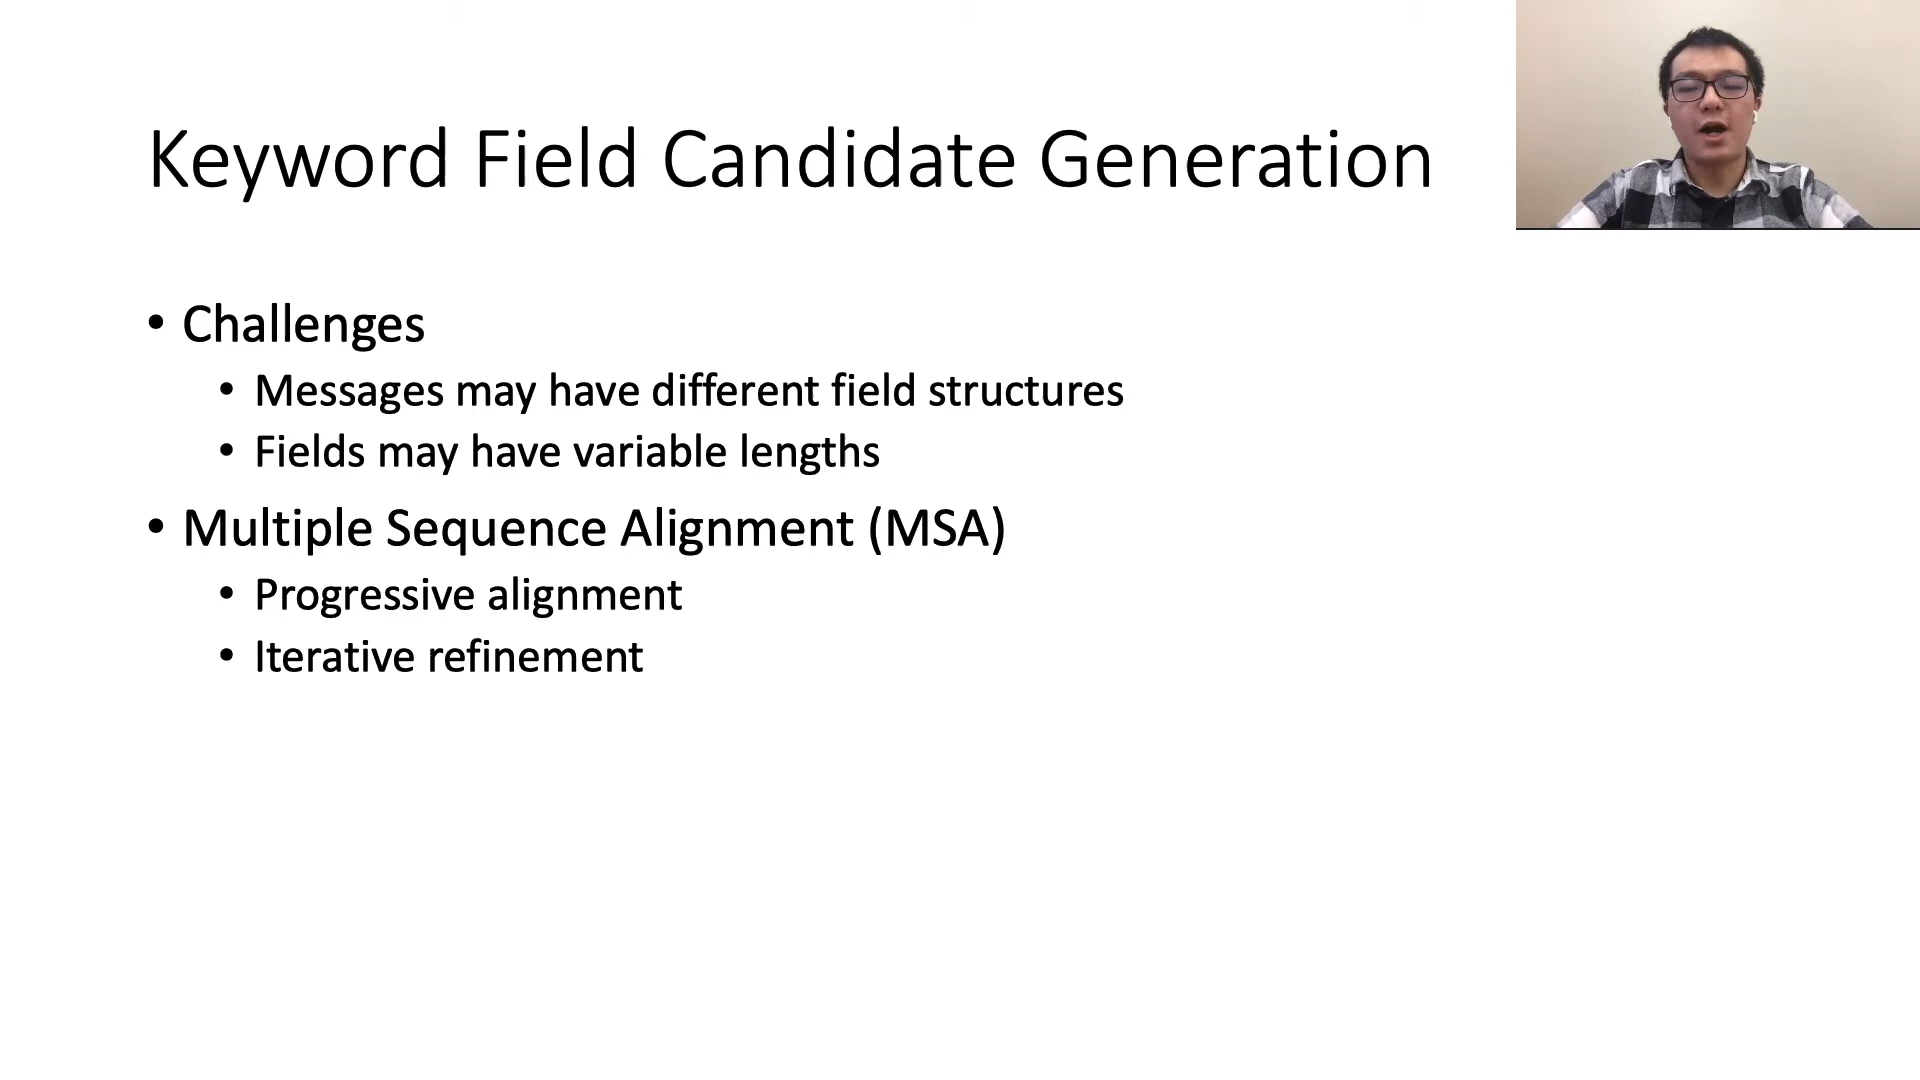 Keyword Field Candidate Generation
• Challenges
• Messages may have different field structures
• Fields may have variable lengths
• Multiple Sequence Alignment (MSA)
• Progressive alignment
• Iterative refinement